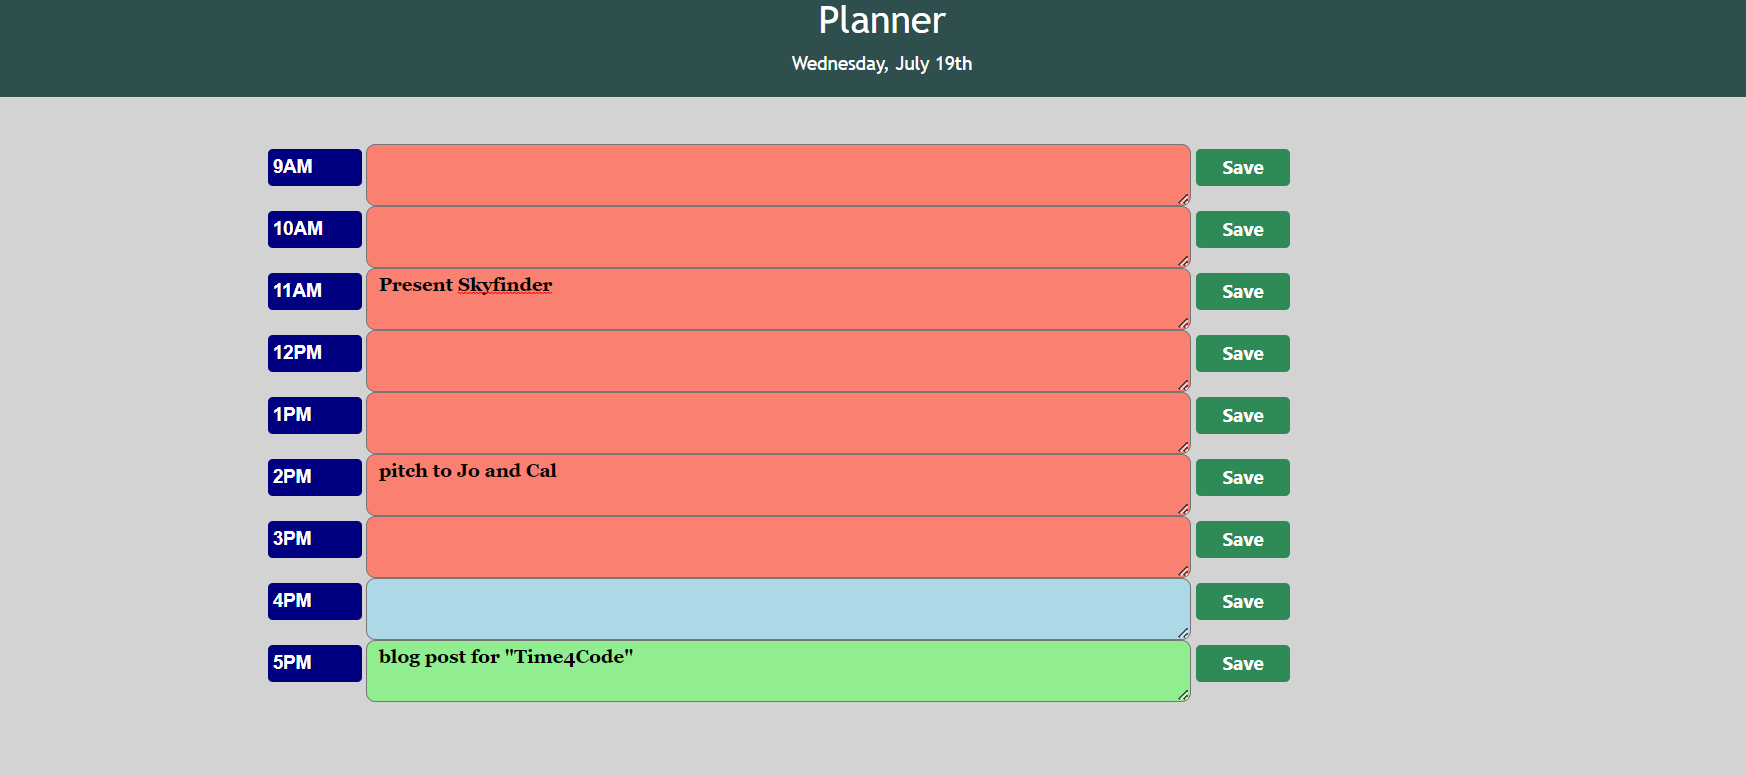 Planner
Wednesday, July 19th
9AM Save
10AM Save
11AM Present Skyfinder Save
12PM Save
1PM Save
2PM pitch to Jo and Cal Save
3PM Save
4PM Save
5PM blog post for "Time4Code" Save